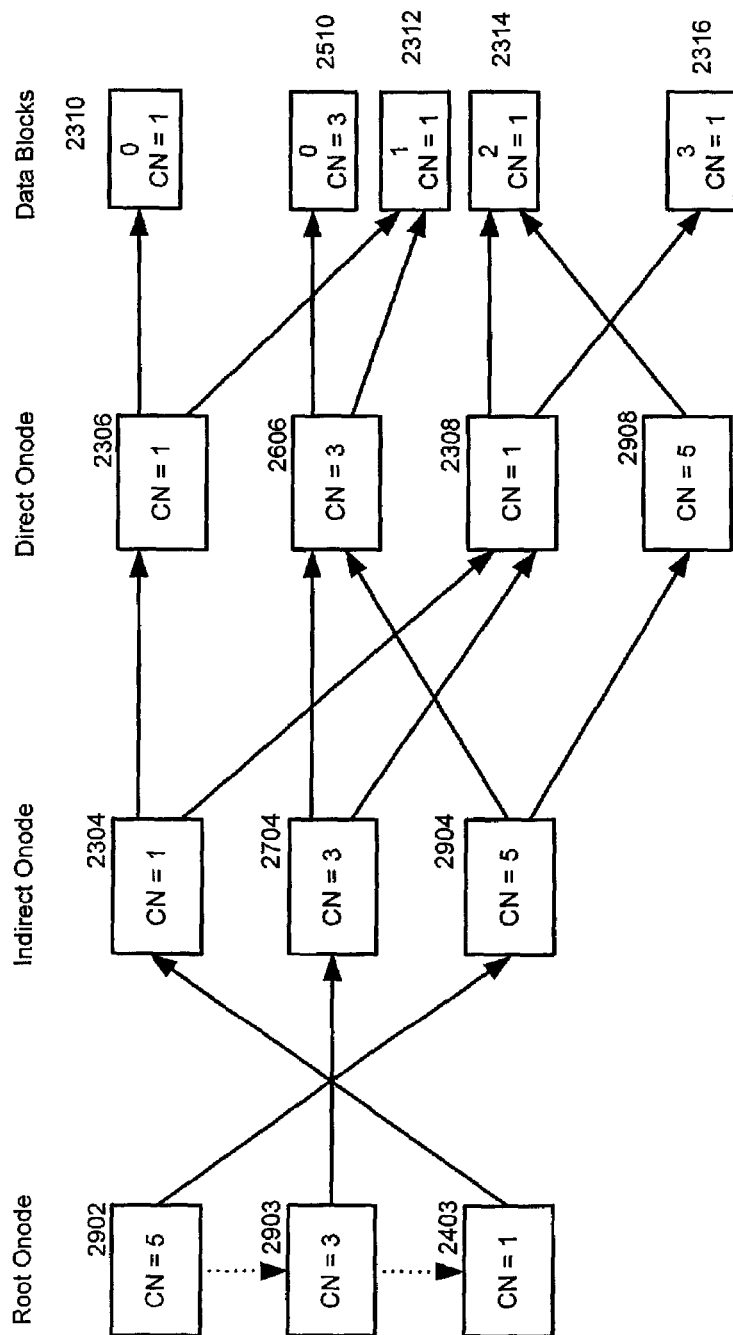 Root Onode
2902
CN = 5
2903
CN = 3
2403
CN = 1
Indirect Onode
2304
CN = 1
2704
CN = 3
2904
CN = 5
Direct Onode
2306
CN = 1
2606
CN = 3
2308
CN = 1
2908
CN = 5
Data Blocks
2310
0
CN = 1
2510
0
CN = 3
2312
1
CN = 1
2314
2
CN = 1
2316
3
CN = 1